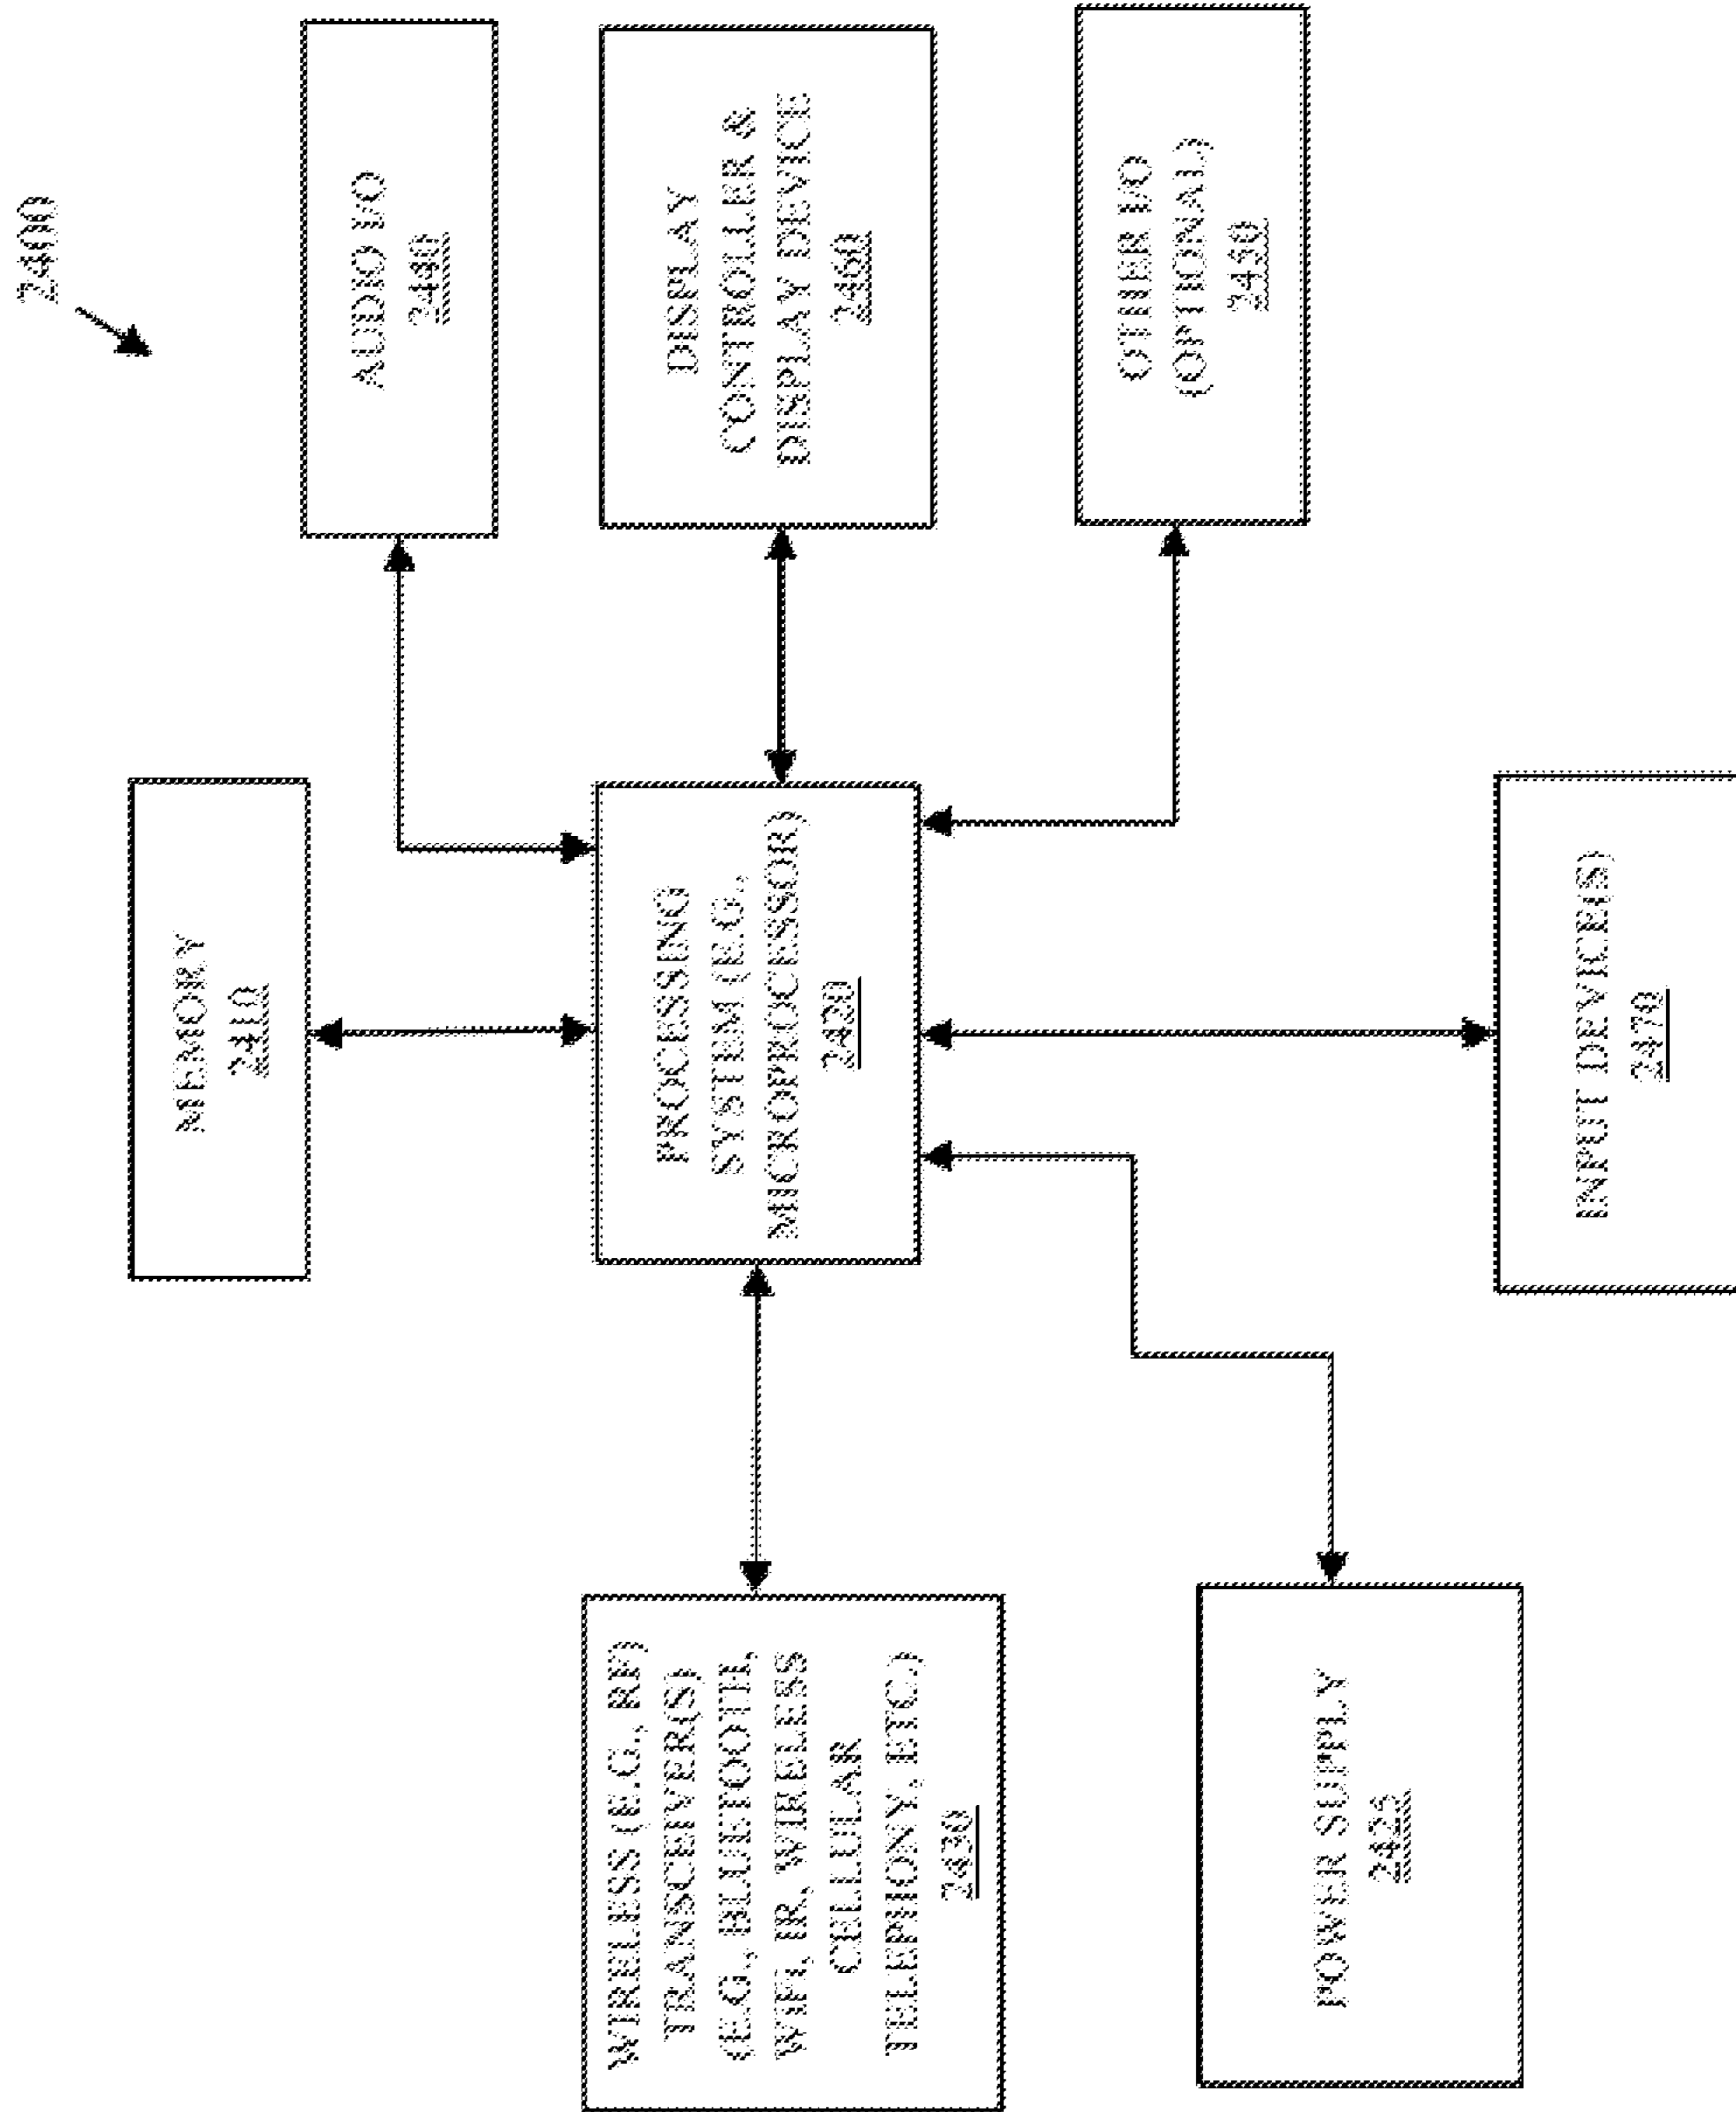 2400
MEMORY
2410
AUDIO I/O
2440
WIRELESS (E.G., RF)
TRANSCEIVER(S)
(E.G., BLUETOOTH,
WIFI, IR, WIRELESS
CELLULAR
TELEPHONY, ETC.)
2430
PROCESSING
SYSTEM (E.G.,
MICROPROCESSOR)
2420
DISPLAY
CONTROLLER &
DISPLAY DEVICE
2460
OTHER I/O
(OPTIONAL)
2450
POWER SUPPLY
2425
INPUT DEVICE(S)
2470